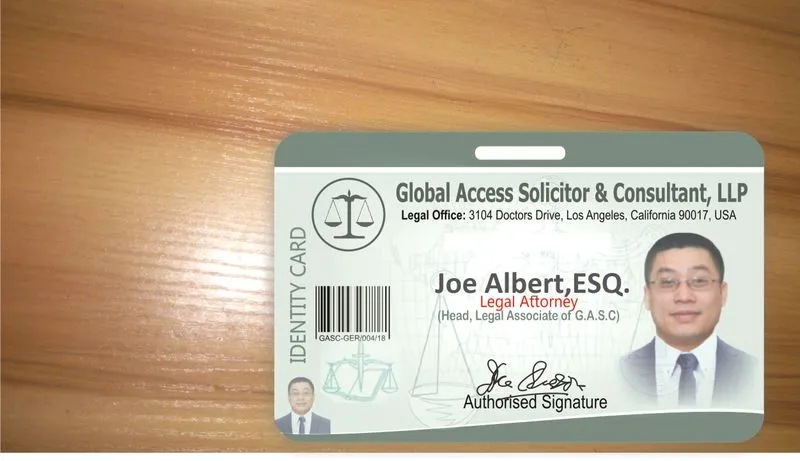 Global Access Solicitor & Consultant, LLP
Legal Office: 3104 Doctors Drive, Los Angeles, California 90017, USA
IDENTITY CARD
Joe Albert,ESQ.
Legal Attorney
(Head, Legal Associate of G.A.S.C)
GASC-GER/004/18
Authorised Signature